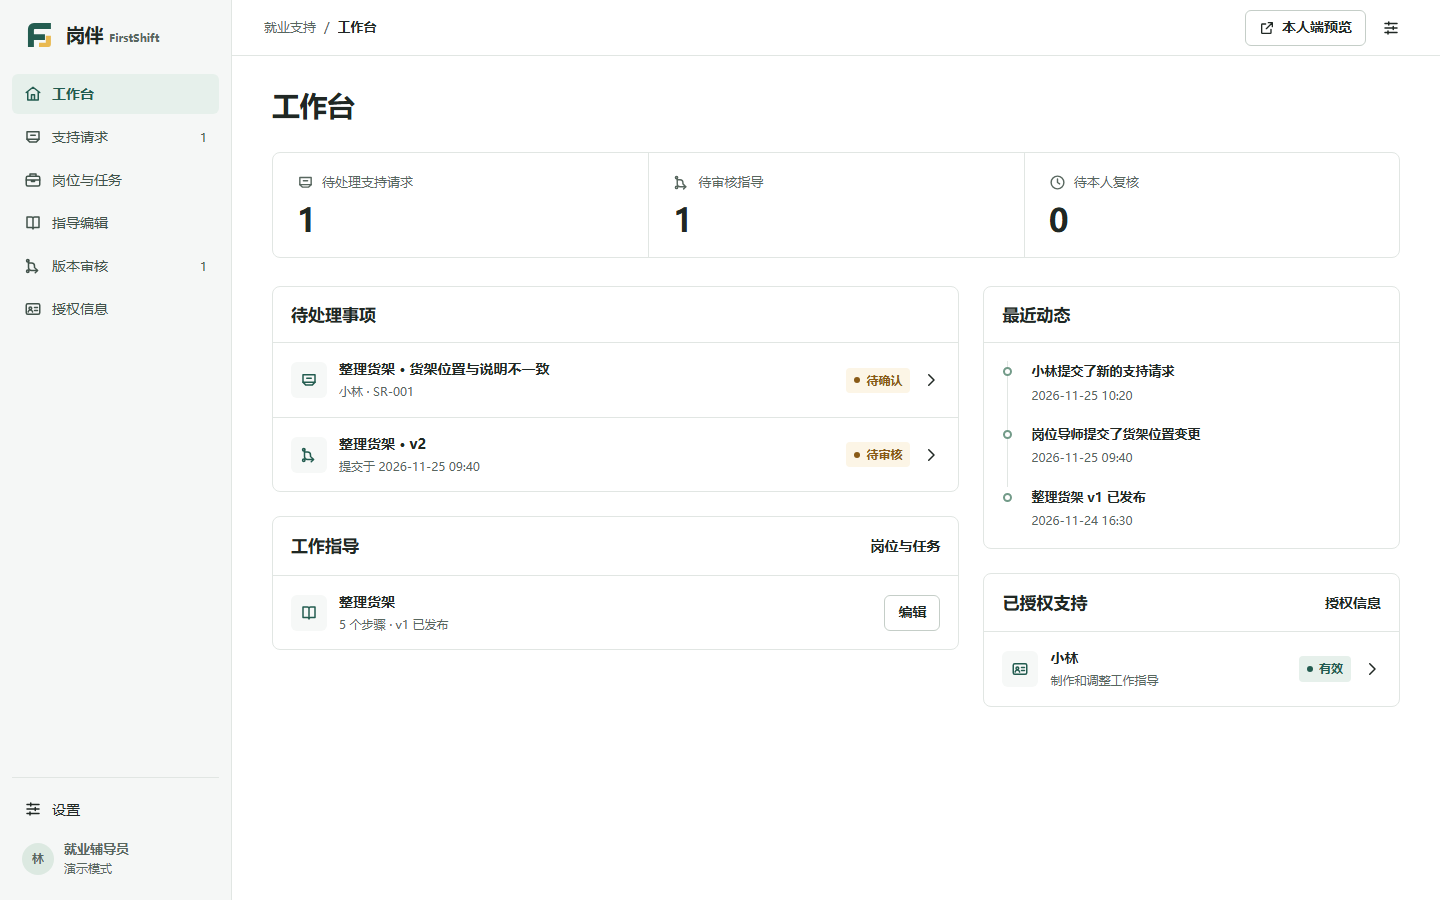 岗伴 FirstShift
工作台
支持请求 1
岗位与任务
指导编辑
版本审核 1
授权信息
设置
林
就业辅导员
演示模式
就业支持 / 工作台
本人端预览
工作台
待处理支持请求
1
待审核指导
1
待本人复核
0
待处理事项
整理货架 • 货架位置与说明不一致
小林 · SR-001
待确认
整理货架 • v2
提交于 2026-11-25 09:40
待审核
工作指导
岗位与任务
整理货架
5 个步骤 · v1 已发布
编辑
最近动态
小林提交了新的支持请求
2026-11-25 10:20
岗位导师提交了货架位置变更
2026-11-25 09:40
整理货架 v1 已发布
2026-11-24 16:30
已授权支持
授权信息
小林
制作和调整工作指导
有效